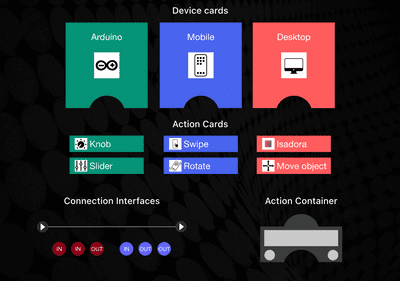 Device cards
Arduino Mobile Desktop
Action Cards
Knob Swipe Isadora
Slider Rotate Move object
Connection Interfaces Action Container
IN IN OUT IN OUT OUT